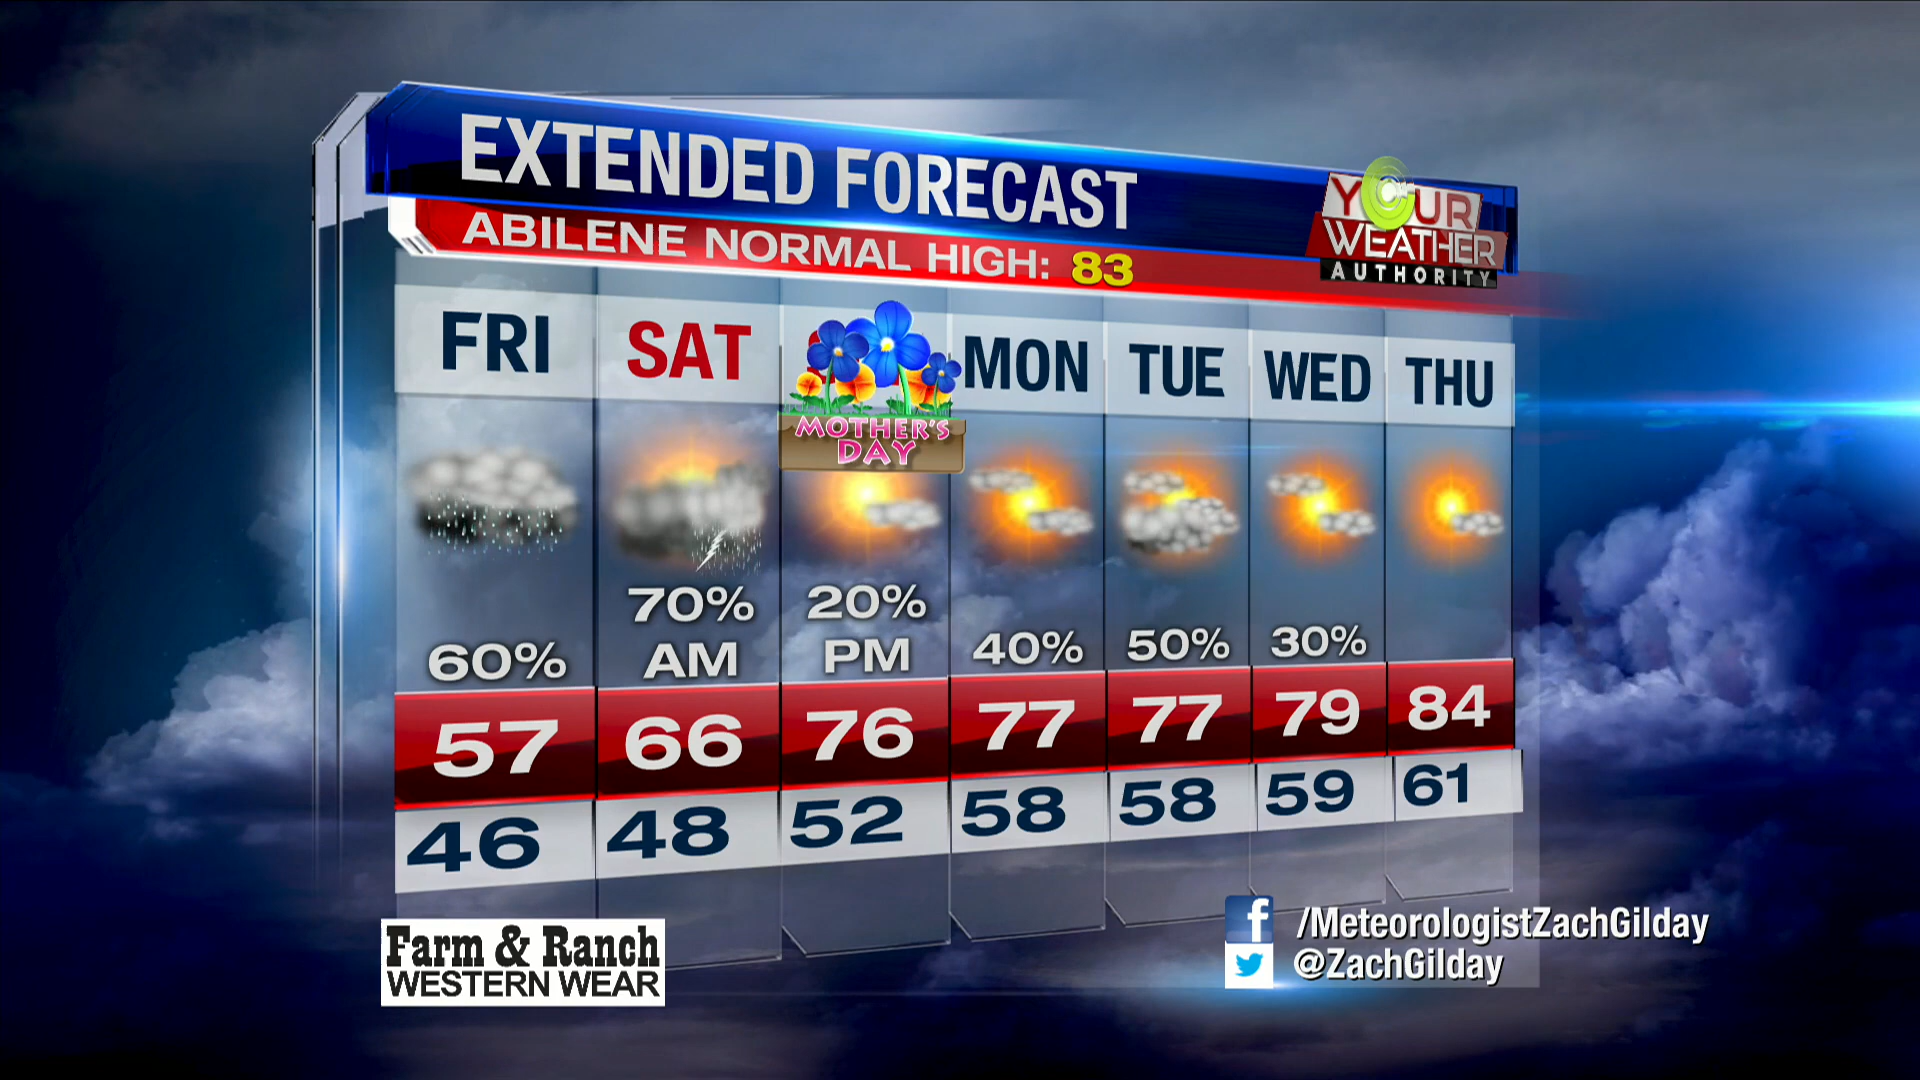 EXTENDED FORECAST
ABILENE NORMAL HIGH: 83
YOUR
WEATHER
AUTHORITY
FRI SAT MON TUE WED THU
MOTHER'S
DAY
60% 70% 20% 40% 50% 30%
AM PM
57 66 76 77 77 79 84
46 48 52 58 58 59 61
Farm & Ranch
WESTERN WEAR
f /MeteorologistZachGilday
@ZachGilday